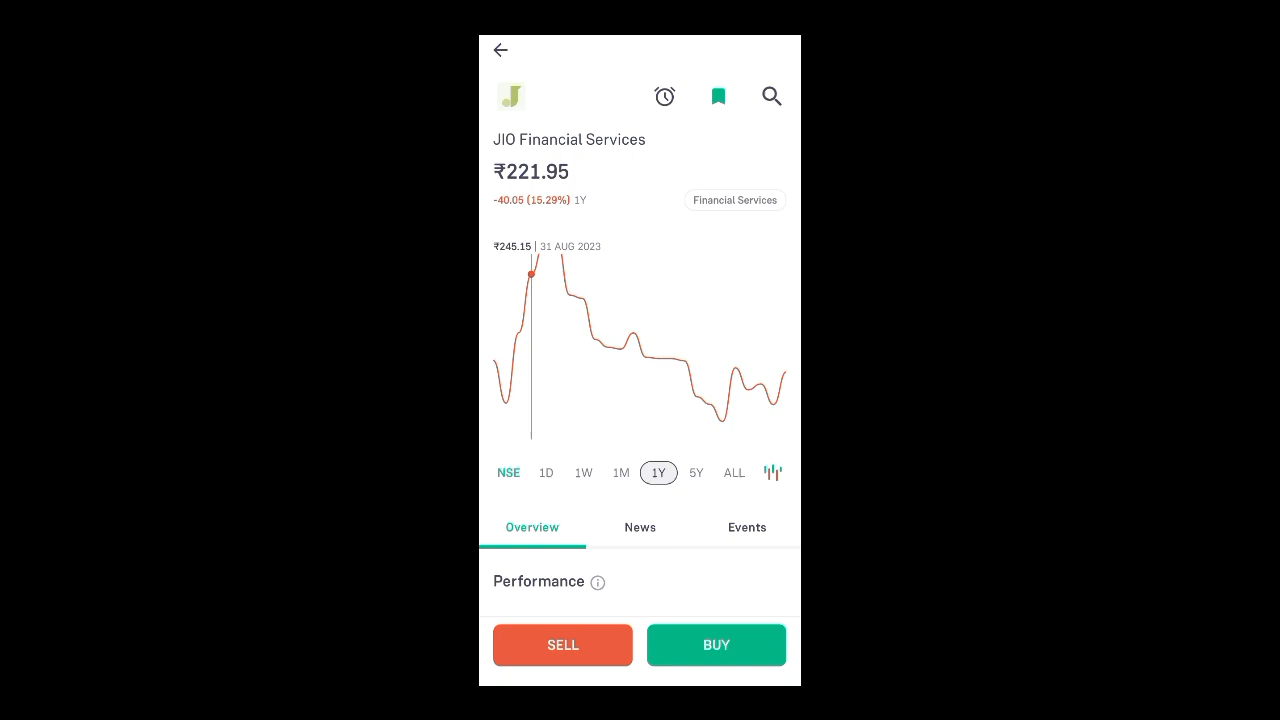 JIO Financial Services
₹221.95
-40.05 (15.29%) 1Y
Financial Services
₹245.15 | 31 AUG 2023
NSE 1D 1W 1M 1Y 5Y ALL
Overview News Events
Performance
SELL BUY